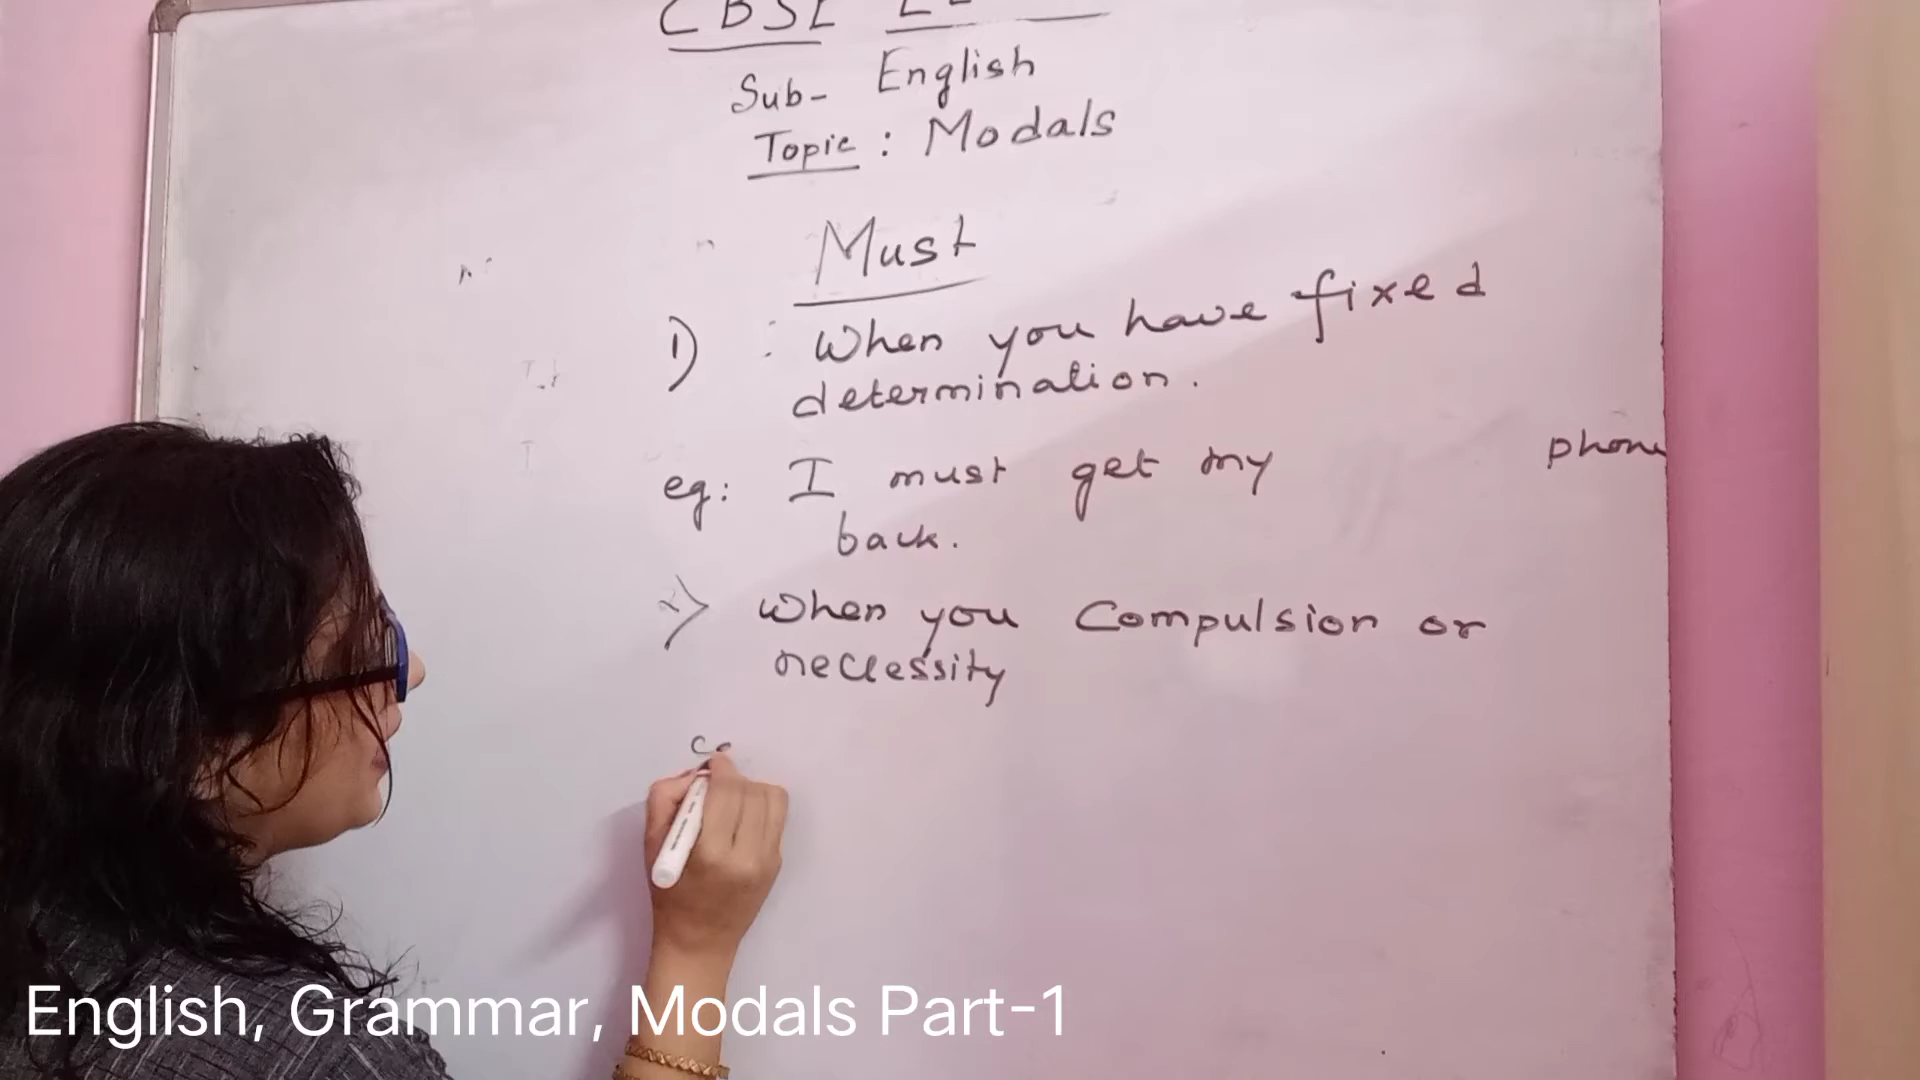 CBSE
Sub- English
Topic : Modals
Must
1) : When you have fixed
determination.
eg: I must get my phone
back.
2) When you Compulsion or
necessity
English, Grammar, Modals Part-1